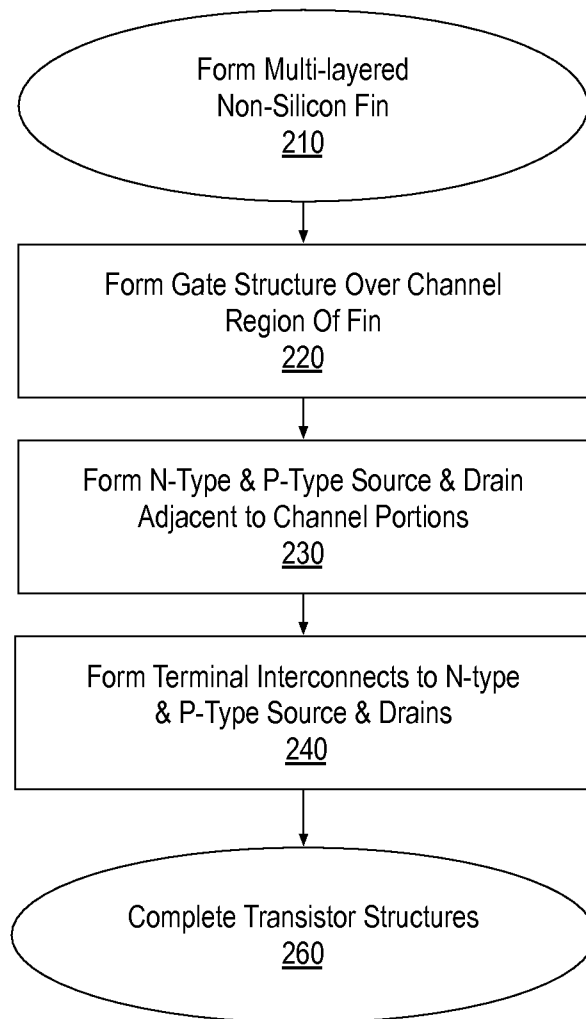 Form Multi-layered
Non-Silicon Fin
210
Form Gate Structure Over Channel
Region Of Fin
220
Form N-Type & P-Type Source & Drain
Adjacent to Channel Portions
230
Form Terminal Interconnects to N-type
& P-Type Source & Drains
240
Complete Transistor Structures
260